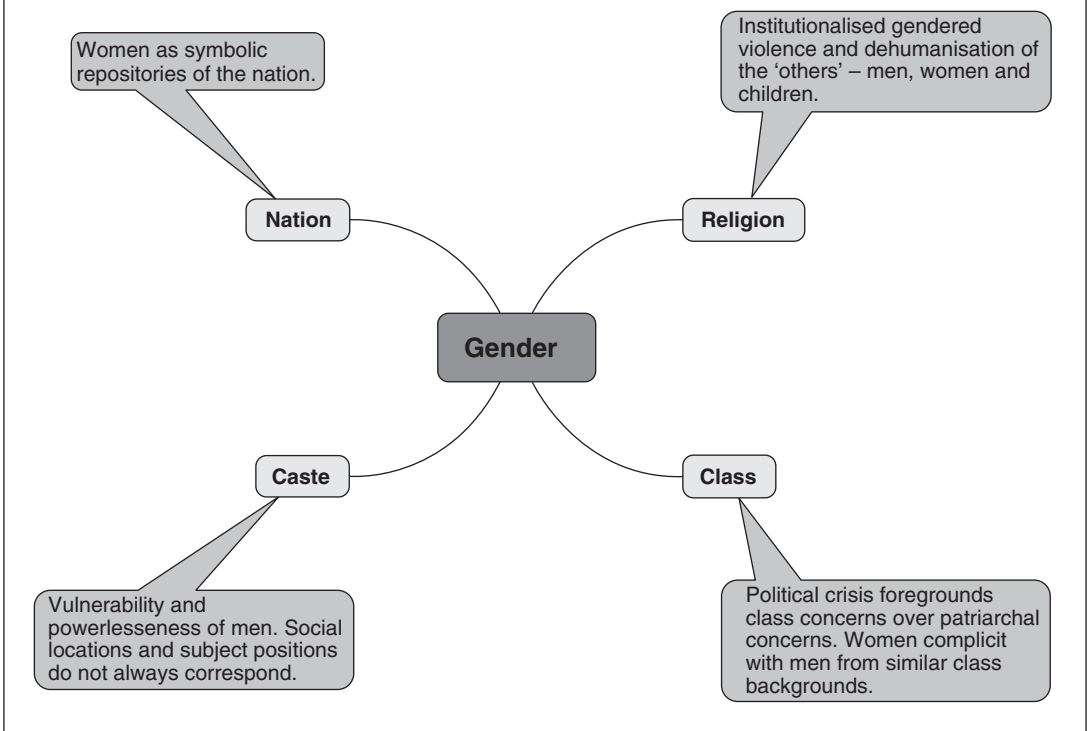 Women as symbolic
repositories of the nation.
Institutionalised gendered
violence and dehumanisation of
the ‘others’ – men, women and
children.
Nation
Religion
Gender
Caste
Class
Vulnerability and
powerlesseness of men. Social
locations and subject positions
do not always correspond.
Political crisis foregrounds
class concerns over patriarchal
concerns. Women complicit
with men from similar class
backgrounds.